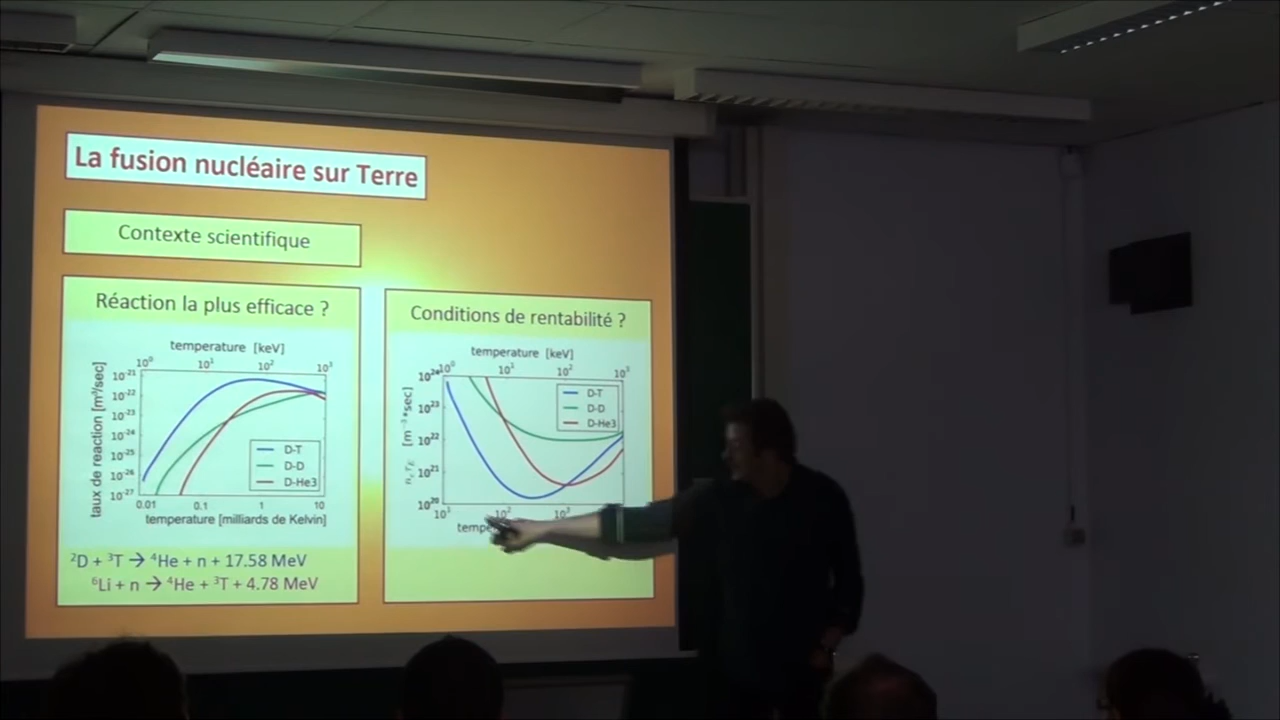 La fusion nucléaire sur Terre
Contexte scientifique
Réaction la plus efficace ?
temperature [keV]
10⁰ 10¹ 10² 10³
taux de reaction [m³/sec]
10⁻²¹
10⁻²²
10⁻²³
10⁻²⁴
10⁻²⁵
10⁻²⁶
10⁻²⁷
D-T
D-D
D-He3
0.01 0.1 1 10
temperature [milliards de Kelvin]
²D + ³T → ⁴He + n + 17.58 MeV
⁶Li + n → ⁴He + ³T + 4.78 MeV
Conditions de rentabilité ?
temperature [keV]
10⁰ 10¹ 10² 10³
[m⁻³*sec]
10²⁴
10²³
10²²
10²¹
10²⁰
D-T
D-D
D-He3
10¹ 10² 10³